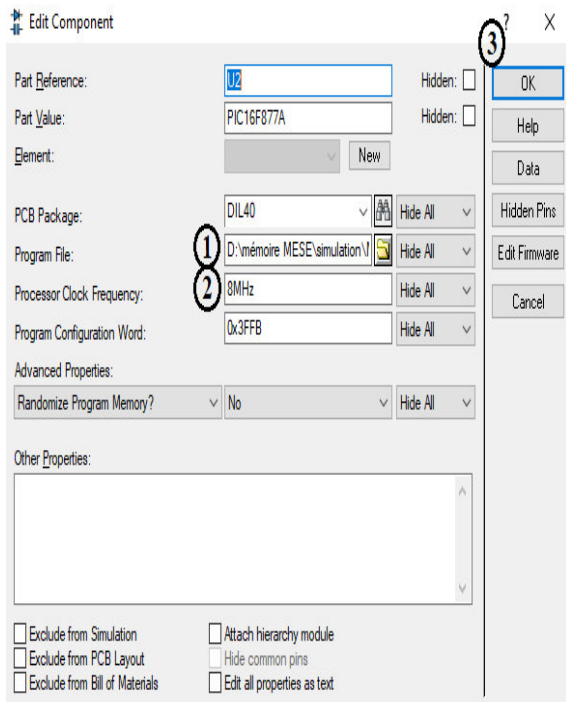 Edit Component ? X
3
Part Reference: U2 Hidden: OK
Part Value: PIC16F877A Hidden: Help
Element: New Data
PCB Package: DIL40 Hide All Hidden Pins
Program File: 1 D:\mémoire MESE\simulation\ Hide All Edit Firmware
Processor Clock Frequency: 2 8MHz Hide All Cancel
Program Configuration Word: 0x3FFB Hide All
Advanced Properties:
Randomize Program Memory? No Hide All
Other Properties:
Exclude from Simulation Attach hierarchy module
Exclude from PCB Layout Hide common pins
Exclude from Bill of Materials Edit all properties as text